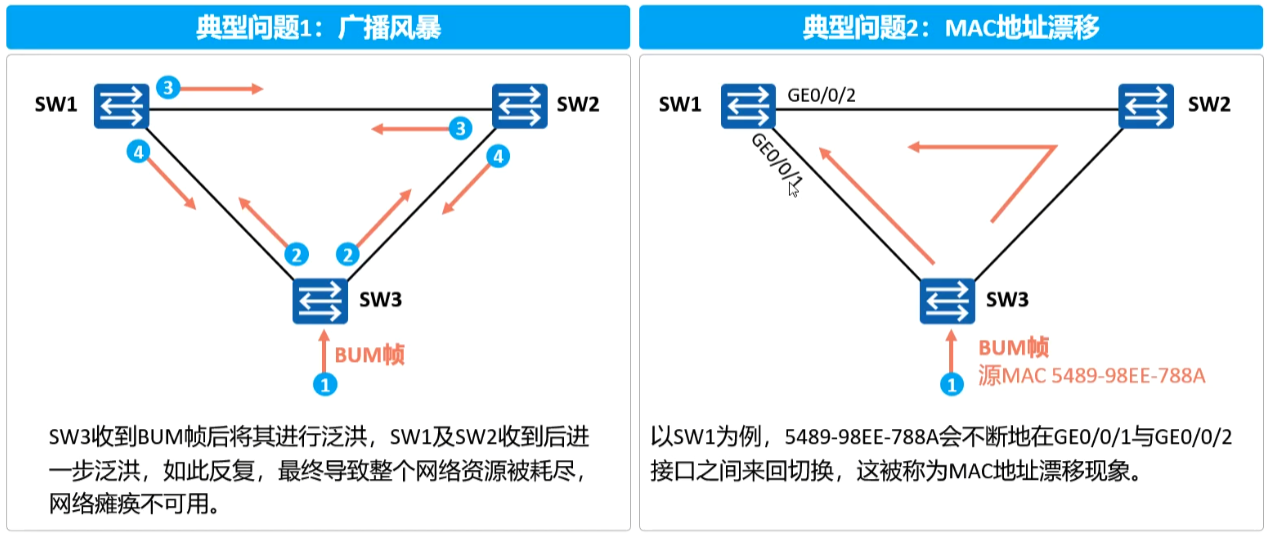 典型问题1：广播风暴
SW1
3
SW2
3
4
4
2
2
SW3
BUM帧
1
SW3收到BUM帧后将其进行泛洪，SW1及SW2收到后进
一步泛洪，如此反复，最终导致整个网络资源被耗尽，
网络瘫痪不可用。
典型问题2：MAC地址漂移
SW1
GE0/0/2
SW2
GE0/0/1
SW3
BUM帧
源MAC 5489-98EE-788A
1
以SW1为例，5489-98EE-788A会不断地在GE0/0/1与GE0/0/2
接口之间来回切换，这被称为MAC地址漂移现象。